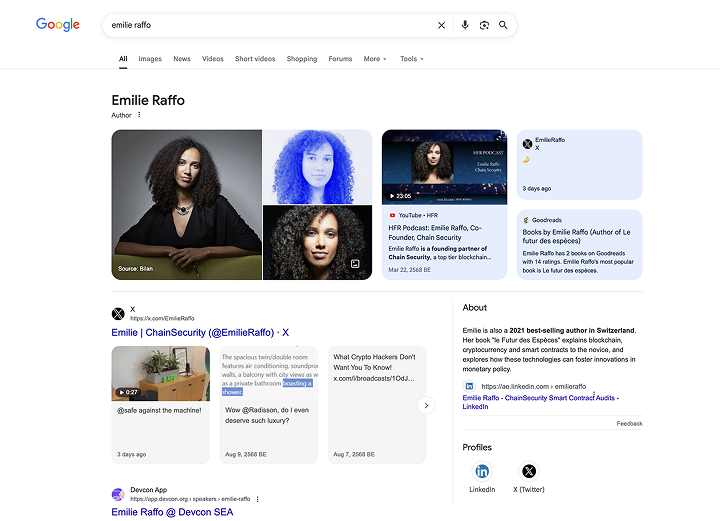 Google
emilie raffo
All Images News Videos Short videos Shopping Forums More Tools
Emilie Raffo
Author
Source: Bilan
HFR PODCAST
Emilie Raffo
Chain Security
23:05
YouTube • HFR
HFR Podcast: Emilie Raffo, Co-
Founder, Chain Security
Emilie Raffo is a founding partner of
Chain Security, a top tier blockchain...
Mar 22, 2568 BE
EmilieRaffo
X
🤌
3 days ago
Goodreads
Books by Emilie Raffo (Author of Le
futur des espèces)
Emilie Raffo has 2 books on Goodreads
with 14 ratings. Emilie Raffo's most popular
book is Le futur des espèces.
X
https://x.com/EmilieRaffo
Emilie | ChainSecurity (@EmilieRaffo) · X
0:27
@safe against the machine!
3 days ago
The spacious twin/double room
features air conditioning, soundproo
walls, a balcony with city views as w
as a private bathroom boasting a
shower.
Wow @Radisson, do I even
deserve such luxury?
Aug 9, 2568 BE
What Crypto Hackers Don't
Want You To Know!
x.com/i/broadcasts/1OdJ...
Aug 7, 2568 BE
Devcon App
https://app.devcon.org › speakers › emilie-raffo
Emilie Raffo @ Devcon SEA
About
Emilie is also a 2021 best-selling author in Switzerland.
Her book "le Futur des Espèces" explains blockchain,
cryptocurrency and smart contracts to the novice, and
explores how these technologies can foster innovations in
monetary policy.
https://ae.linkedin.com › emilieraffo
Emilie Raffo - ChainSecurity Smart Contract Audits -
LinkedIn
Feedback
Profiles
LinkedIn X (Twitter)